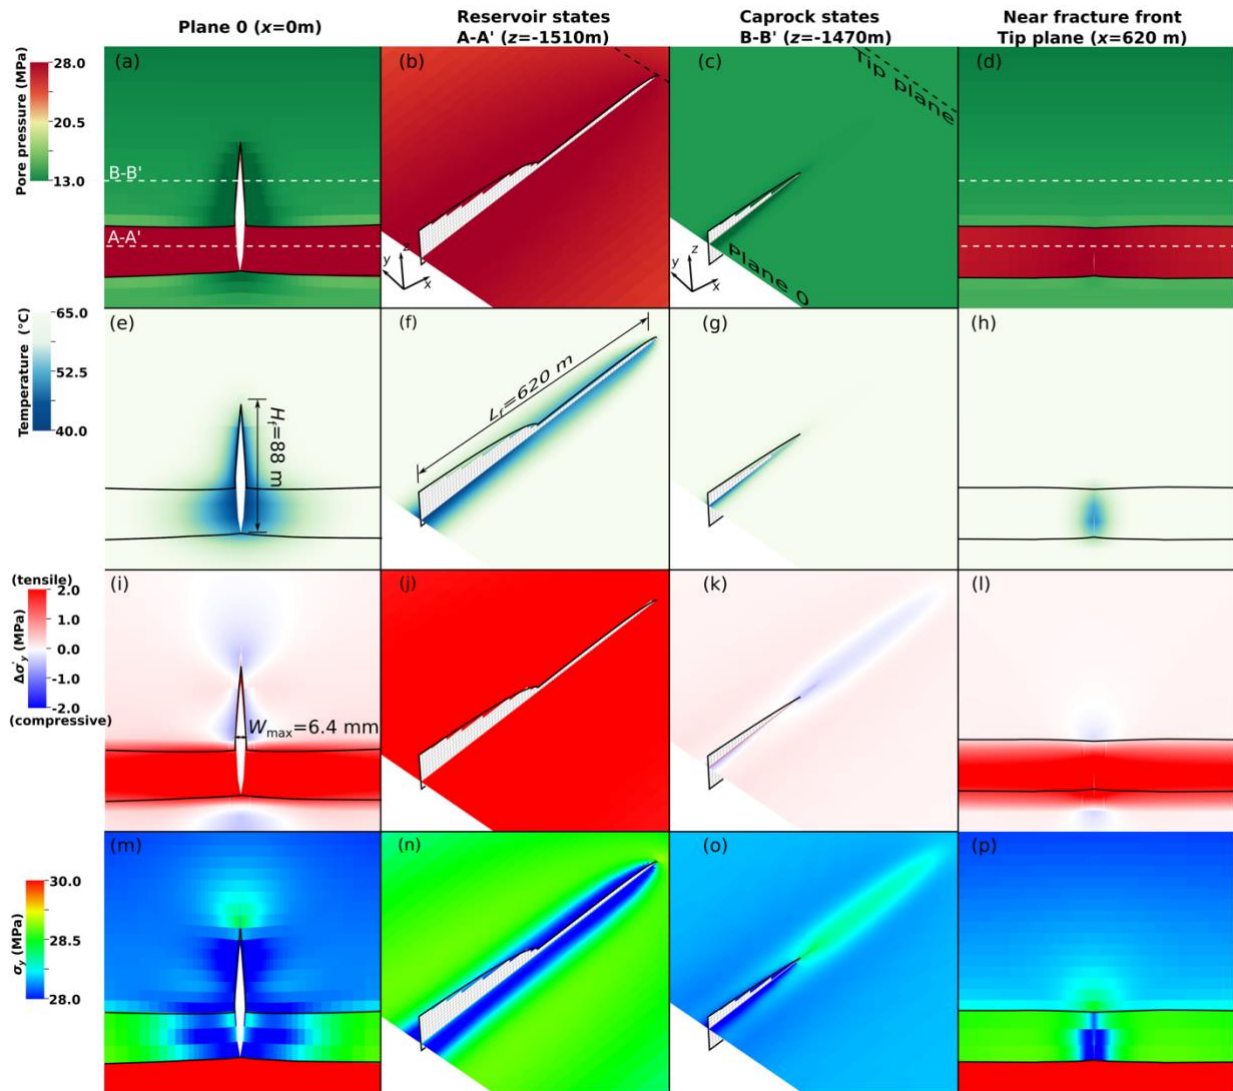 Plane 0 (x=0m)
Reservoir states
A-A' (z=-1510m)
Caprock states
B-B' (z=-1470m)
Near fracture front
Tip plane (x=620 m)
Pore pressure (MPa)
28.0
20.5
13.0
(a)
B-B'
A-A'
(b)
z
y
x
(c)
Tip plane
Plane 0
z
y
x
(d)
Temperature (°C)
65.0
52.5
40.0
(e)
H_f=88 m
(f)
L_f=620 m
(g)
(h)
(tensile)
Δσ'_y (MPa)
2.0
1.0
0.0
-1.0
-2.0
(compressive)
(i)
W_max=6.4 mm
(j)
(k)
(l)
σ_y (MPa)
30.0
28.5
28.0
(m)
(n)
(o)
(p)